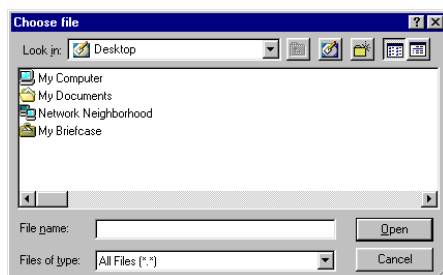 Choose file
Look in: Desktop
My Computer
My Documents
Network Neighborhood
My Briefcase
File name: Open
Files of type: All Files (*.*) Cancel